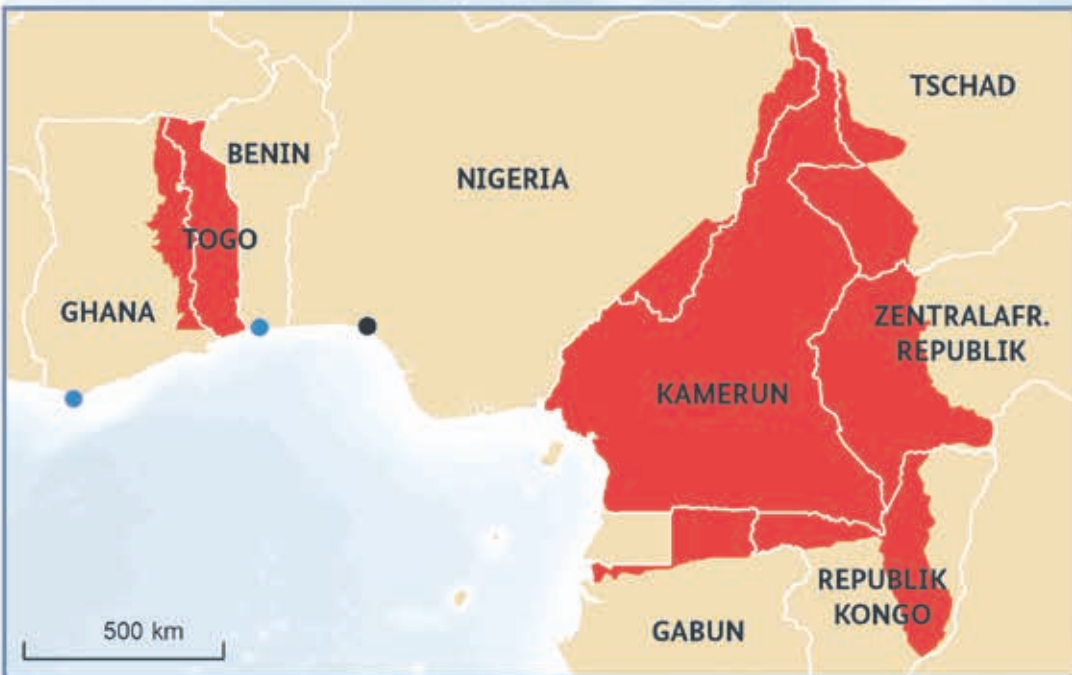 TSCHAD
BENIN
NIGERIA
TOGO
GHANA
ZENTRALAFR.
REPUBLIK
KAMERUN
REPUBLIK
KONGO
GABUN
500 km